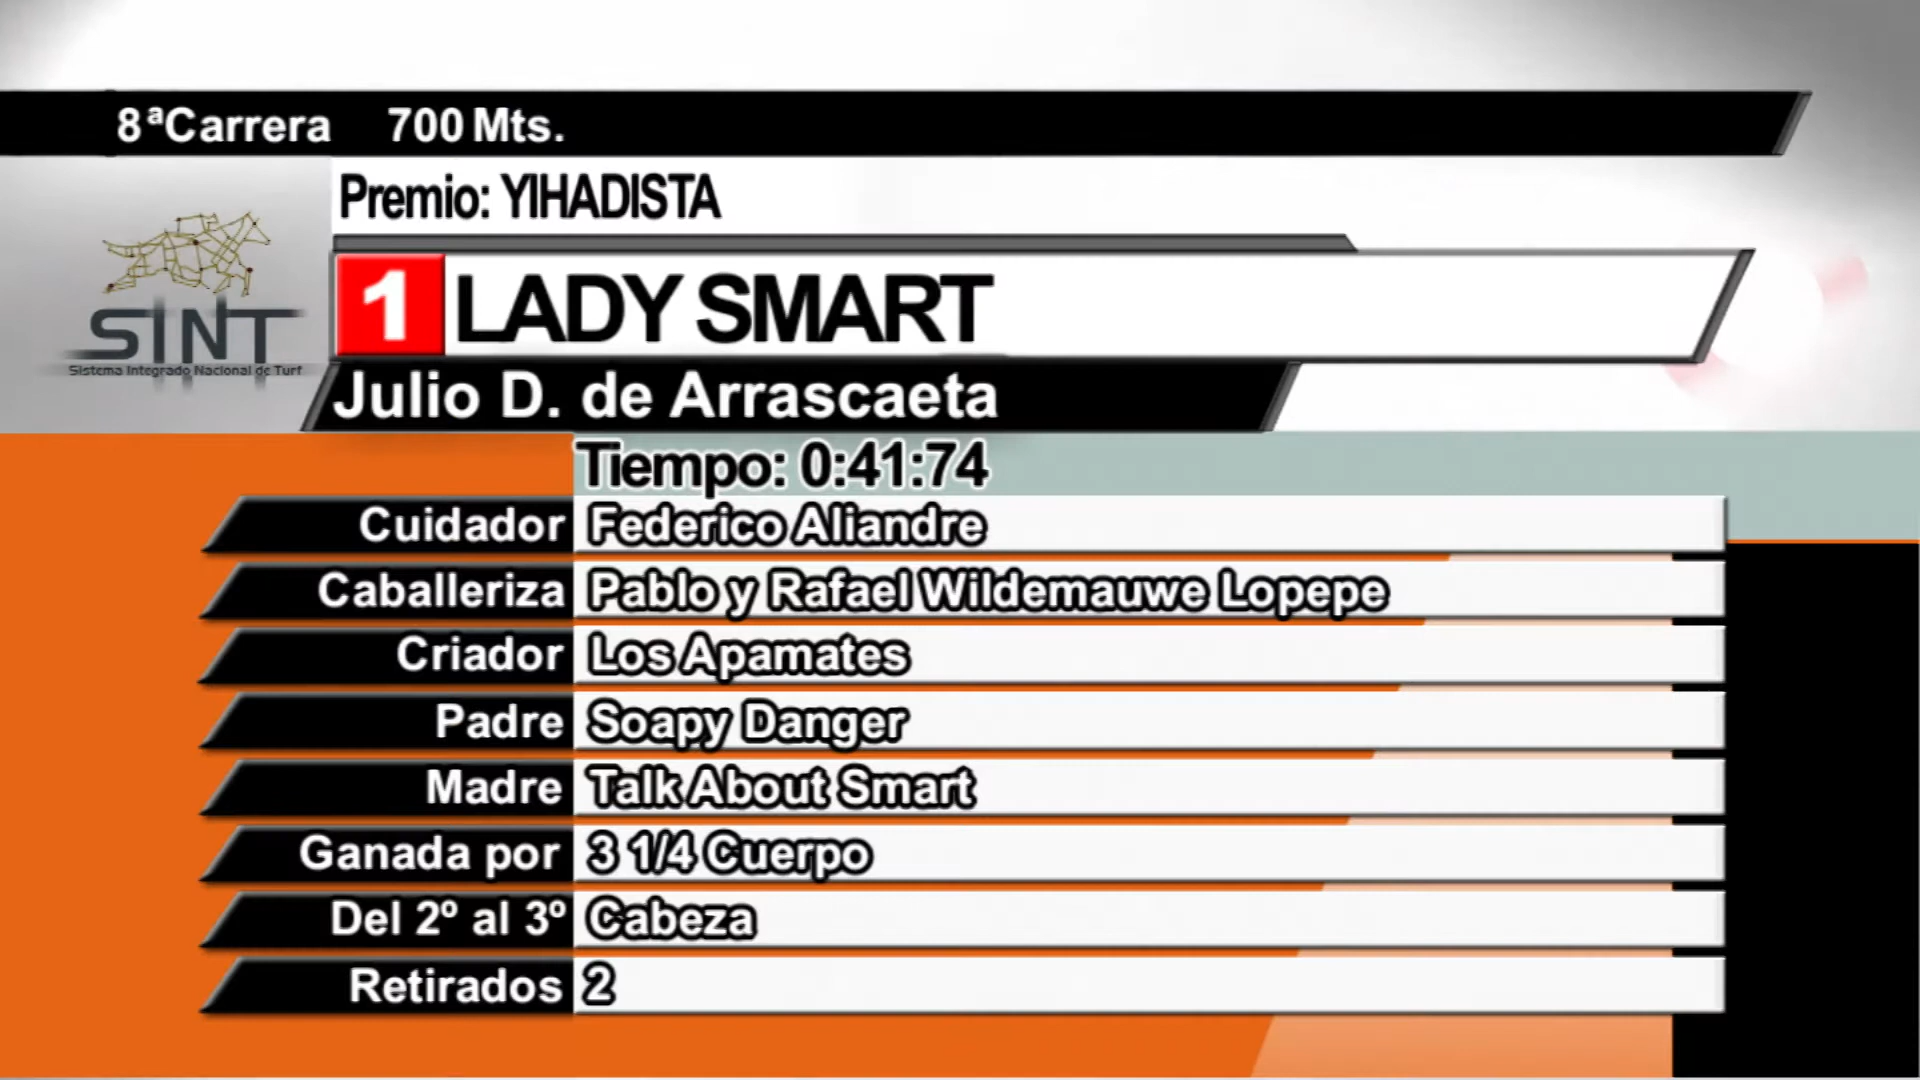 8ªCarrera 700 Mts.
Premio: YIHADISTA
SINT
Sistema Integrado Nacional de Turf
1 LADY SMART
Julio D. de Arrascaeta
Tiempo: 0:41:74
Cuidador Federico Aliandre
Caballeriza Pablo y Rafael Wildemauwe Lopepe
Criador Los Apamates
Padre Soapy Danger
Madre Talk About Smart
Ganada por 3 1/4 Cuerpo
Del 2º al 3º Cabeza
Retirados 2